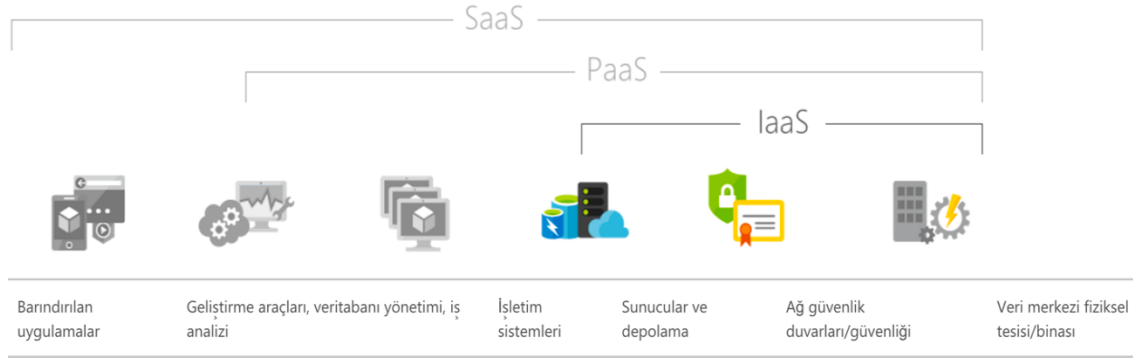 SaaS
PaaS
IaaS
Barındırılan
uygulamalar
Geliştirme araçları, veritabanı yönetimi, iş
analizi
İşletim
sistemleri
Sunucular ve
depolama
Ağ güvenlik
duvarları/güvenliği
Veri merkezi fiziksel
tesisi/binası